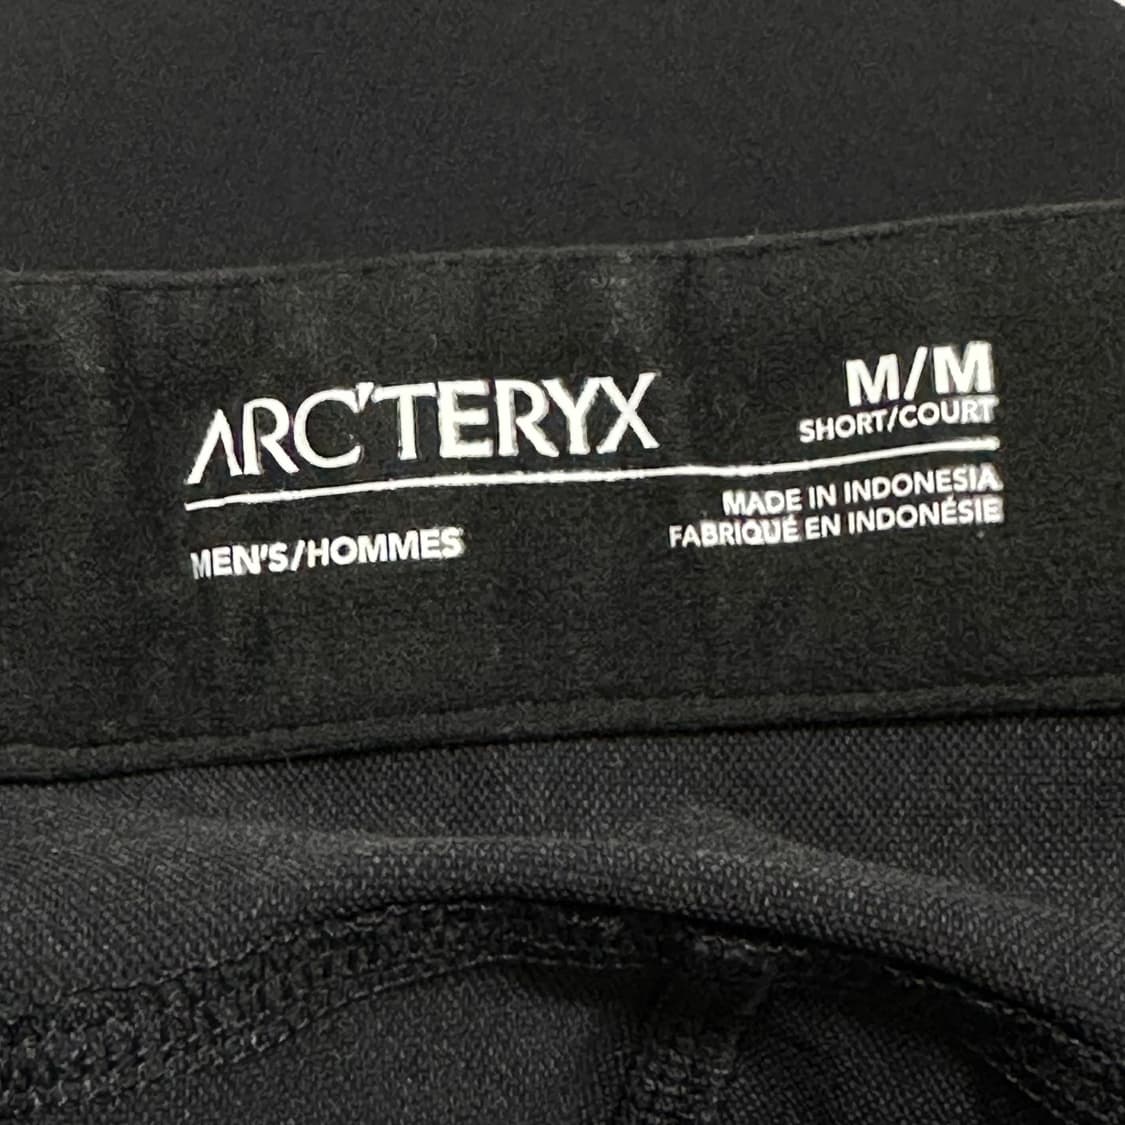 ARC'TERYX
MEN'S/HOMMES
M/M
SHORT/COURT
MADE IN INDONESIA
FABRIQUÉ EN INDONÉSIE